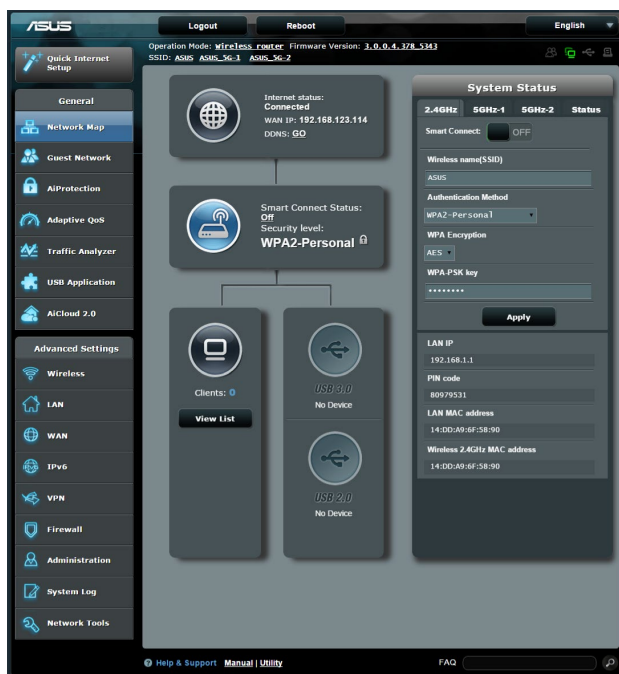 ASUS
Logout
Reboot
English
Operation Mode: Wireless router Firmware Version: 3.0.0.4.378_5343
SSID: ASUS ASUS_5G-1 ASUS_5G-2
Quick Internet
Setup
General
Network Map
Guest Network
AiProtection
Adaptive QoS
Traffic Analyzer
USB Application
AiCloud 2.0
Advanced Settings
Wireless
LAN
WAN
IPv6
VPN
Firewall
Administration
System Log
Network Tools
Internet status:
Connected
WAN IP: 192.168.123.114
DDNS: GO
Smart Connect Status:
Off
Security level:
WPA2-Personal
Clients: 0
View List
USB 3.0
No Device
USB 2.0
No Device
System Status
2.4GHz 5GHz-1 5GHz-2 Status
Smart Connect: OFF
Wireless name(SSID)
ASUS
Authentication Method
WPA2-Personal
WPA Encryption
AES
WPA-PSK key
••••••••
Apply
LAN IP
192.168.1.1
PIN code
80979531
LAN MAC address
14:DD:A9:6F:58:90
Wireless 2.4GHz MAC address
14:DD:A9:6F:58:90
Help & Support Manual | Utility
FAQ